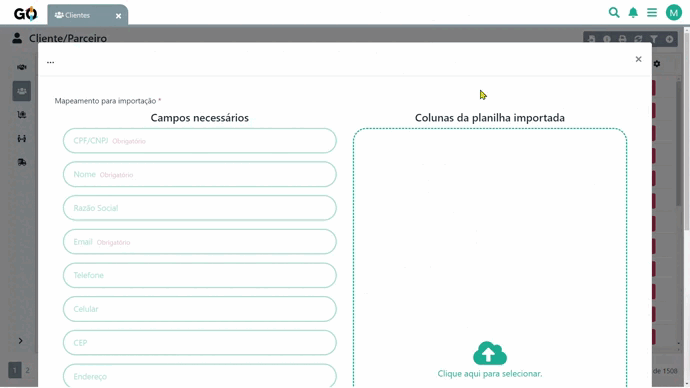 GO
Clientes ×
M
Cliente/Parceiro
...
×
Mapeamento para importação *
Campos necessários
Colunas da planilha importada
CPF/CNPJ Obrigatório
Nome Obrigatório
Razão Social
Email Obrigatório
Telefone
Celular
CEP
Endereço
Clique aqui para selecionar.
1 2
de 1508